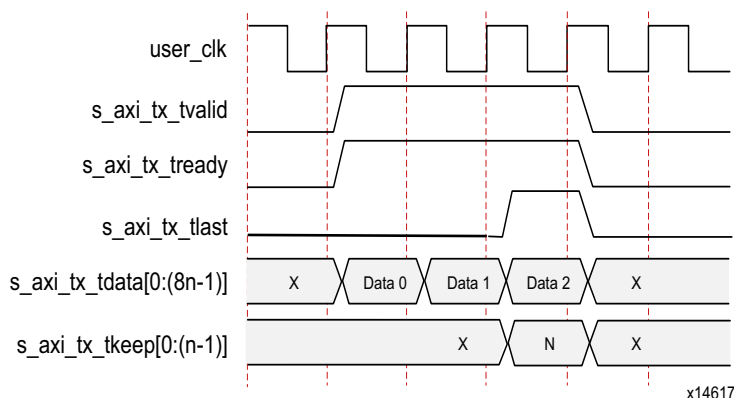 user_clk
s_axi_tx_tvalid
s_axi_tx_tready
s_axi_tx_tlast
s_axi_tx_tdata[0:(8n-1)] X Data 0 Data 1 Data 2 X
s_axi_tx_tkeep[0:(n-1)] X N X
x14617